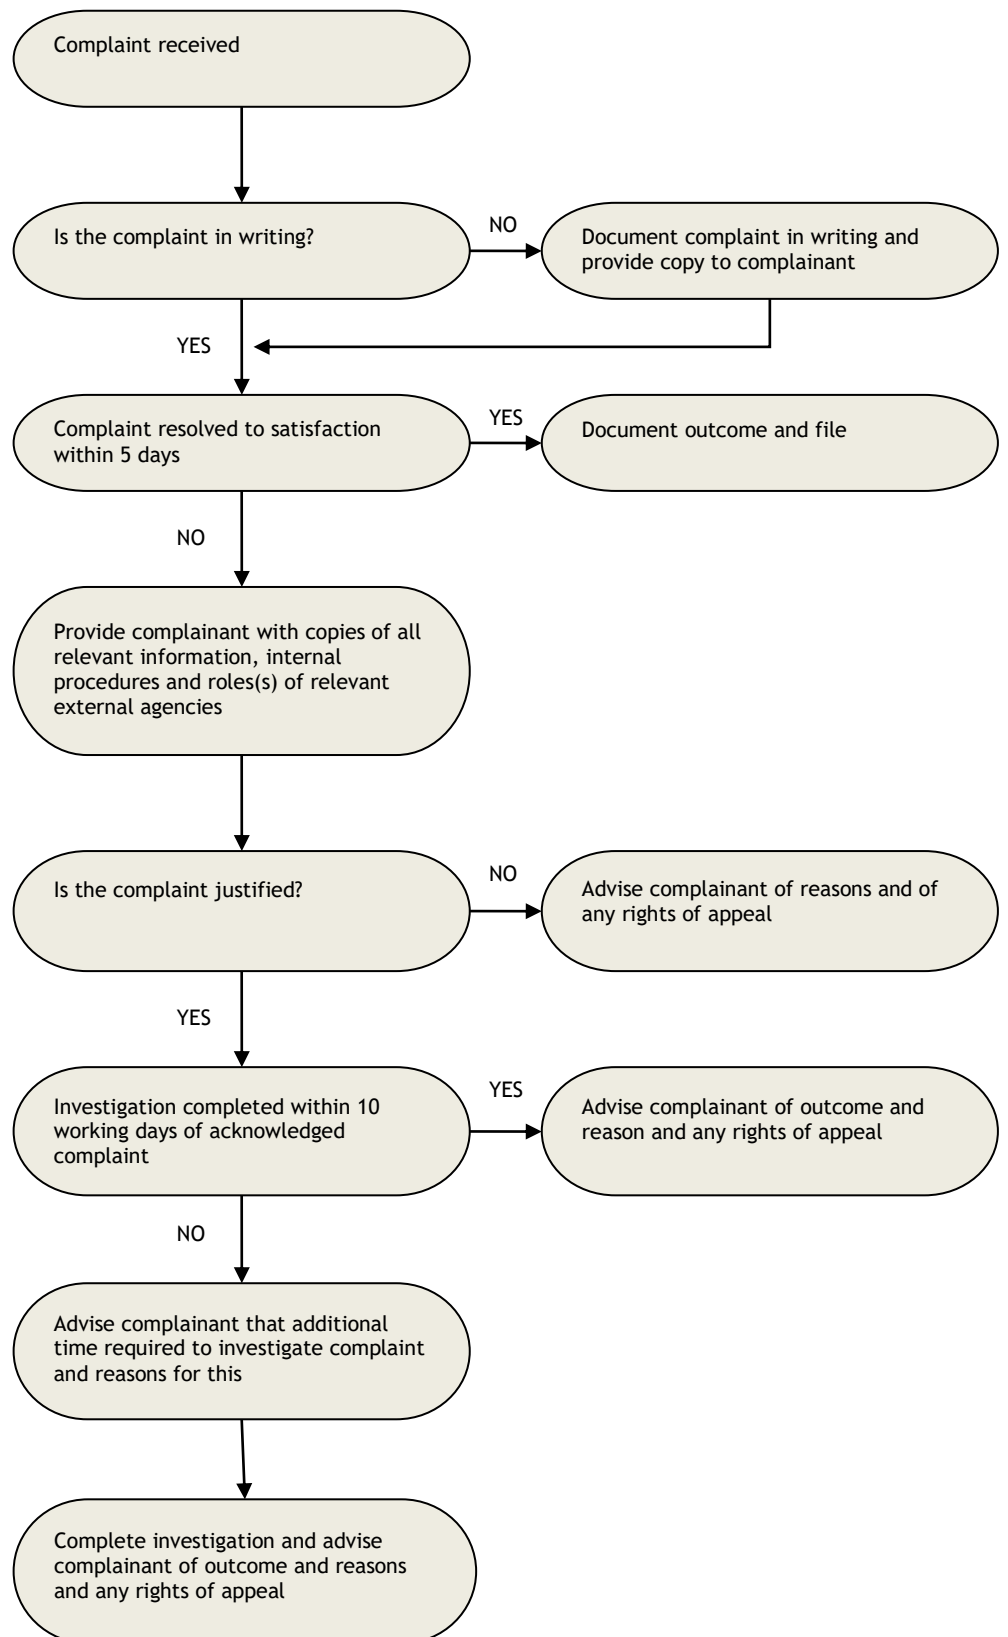 Complaint received
Is the complaint in writing?
NO
Document complaint in writing and
provide copy to complainant
YES
Complaint resolved to satisfaction
within 5 days
YES
Document outcome and file
NO
Provide complainant with copies of all
relevant information, internal
procedures and roles(s) of relevant
external agencies
Is the complaint justified?
NO
Advise complainant of reasons and of
any rights of appeal
YES
Investigation completed within 10
working days of acknowledged
complaint
YES
Advise complainant of outcome and
reason and any rights of appeal
NO
Advise complainant that additional
time required to investigate complaint
and reasons for this
Complete investigation and advise
complainant of outcome and reasons
and any rights of appeal